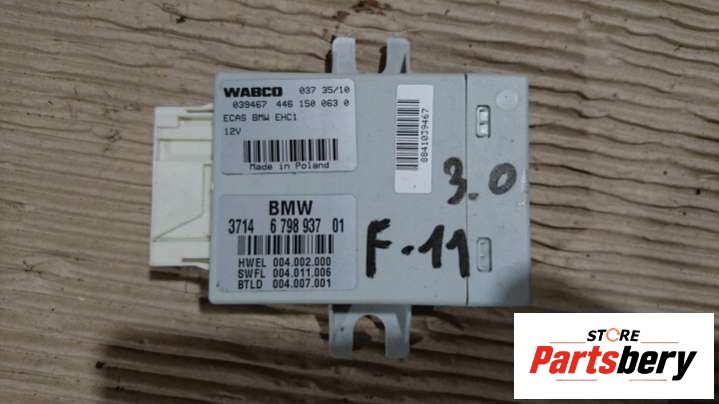 WABCO 037 35/10
039467 446 150 063 0
ECAS BMW EHC1
12V
Made in Poland
8841039467
3.0
BMW
3714 6 798 937 01
HWEL 004.002.000
SWFL 004.011.006
BTLD 004.007.001
F-11
STORE
Partsbery